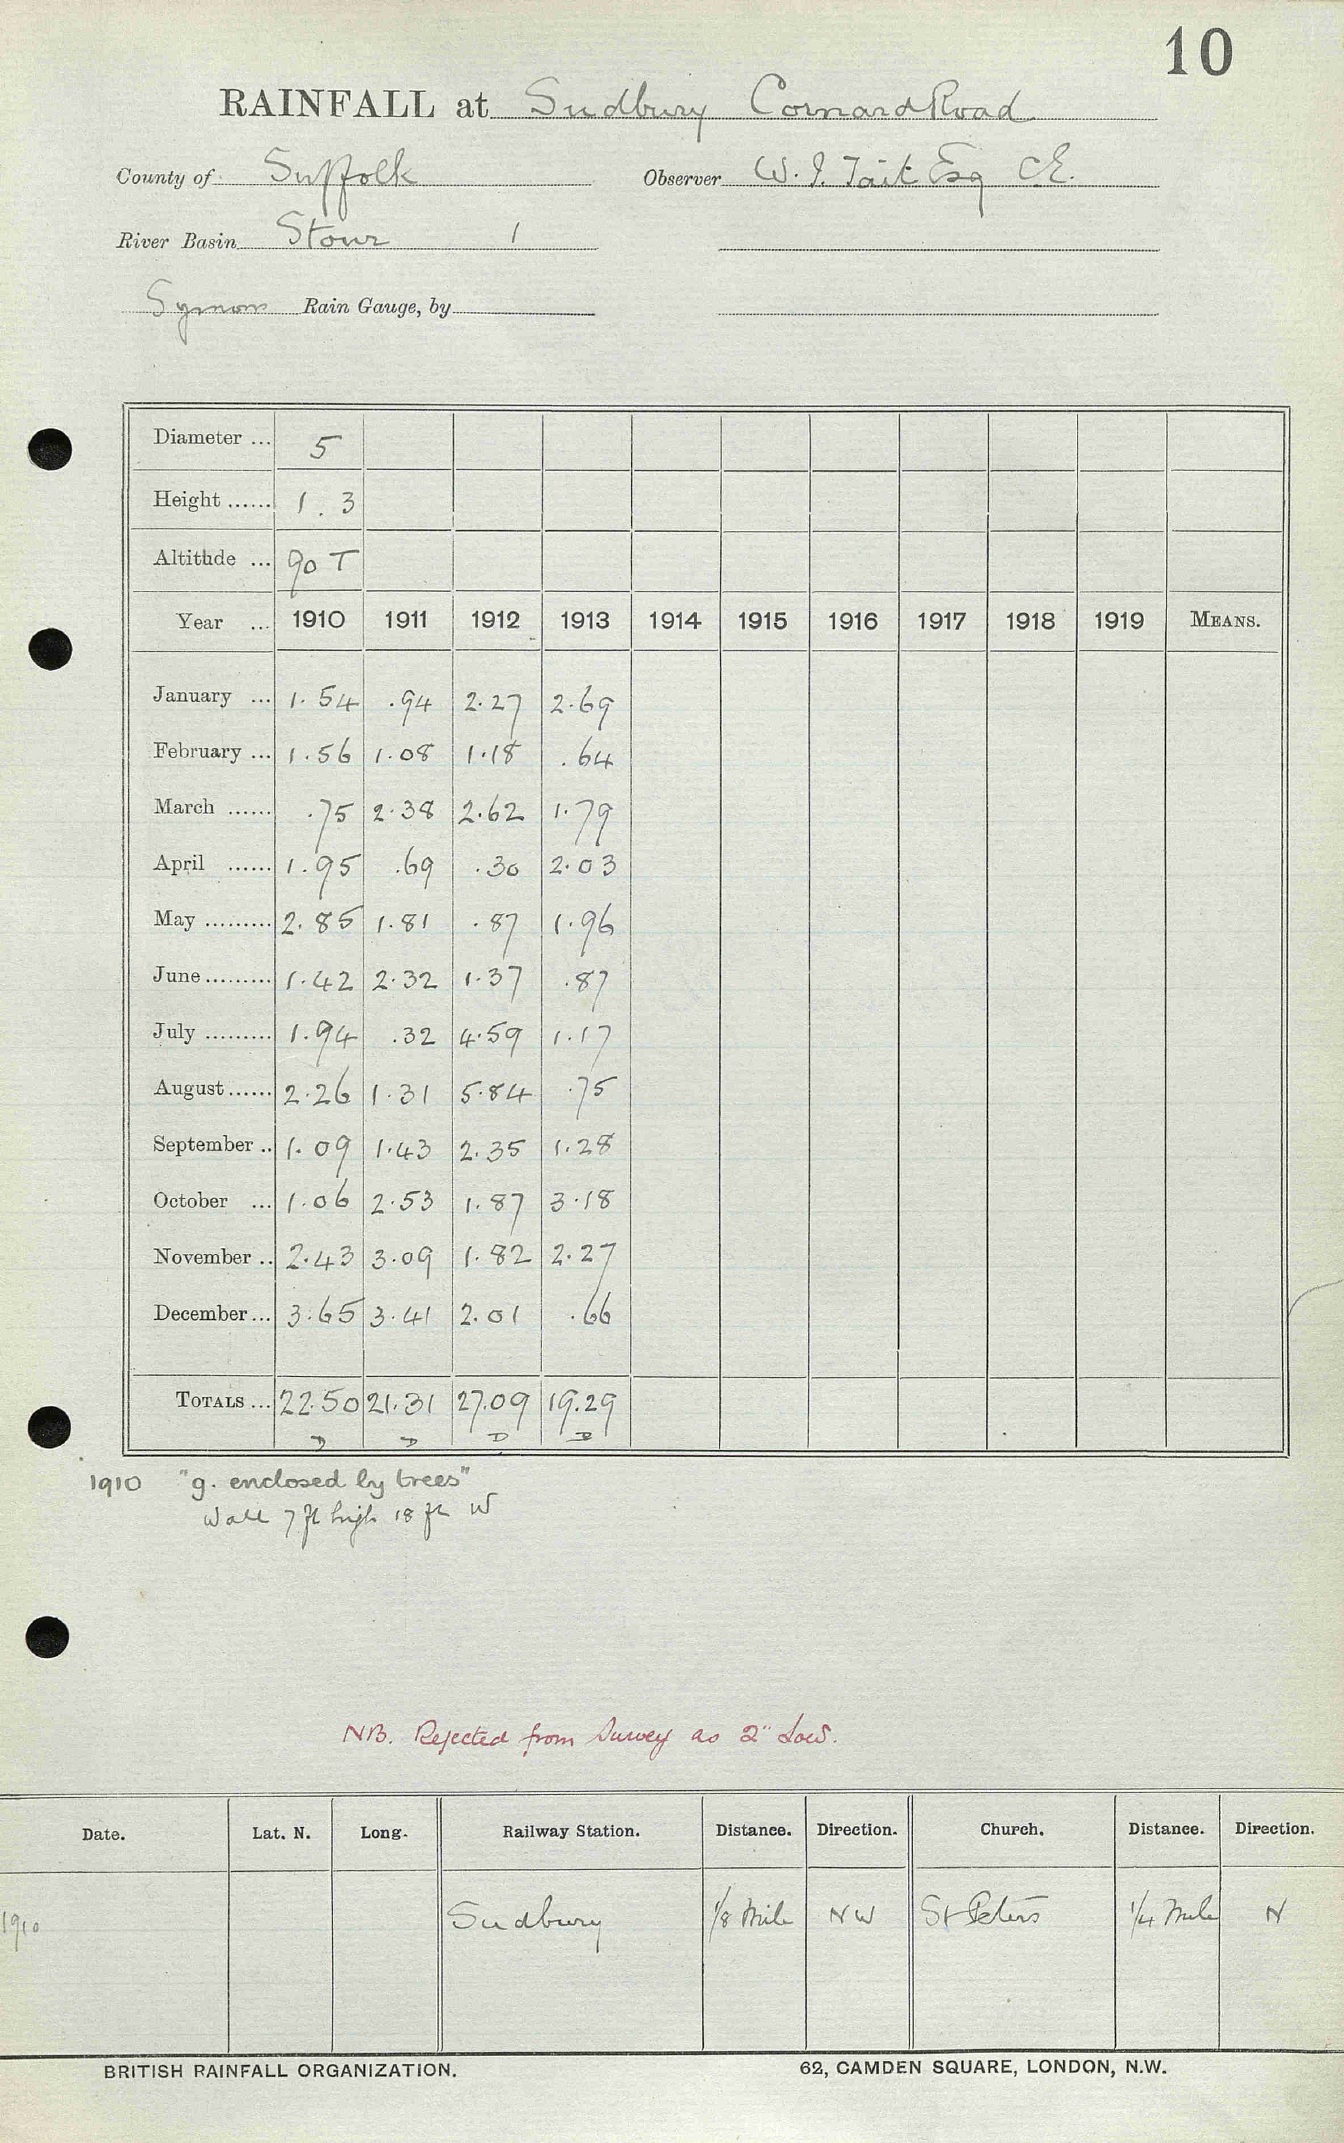 10
RAINFALL at Sudbury Cornard Road
County of Suffolk Observer W. J. Tait Esq C.E.
River Basin Stour 1
Symons Rain Gauge, by
Diameter ... 5
Height ...... 1 . 3
Altitude ... 90 T
Year ... 1910 1911 1912 1913 1914 1915 1916 1917 1918 1919 MEANS.
January ... 1.54 .94 2.27 2.69
February ... 1.56 1.08 1.18 .64
March ...... .75 2.38 2.62 1.79
April ...... 1.95 .69 .30 2.03
May ......... 2.85 1.81 .87 1.96
June ......... 1.42 2.32 1.37 .87
July ......... 1.94 .32 4.59 1.17
August ...... 2.26 1.31 5.84 .75
September .. 1.09 1.43 2.35 1.28
October ... 1.06 2.53 1.87 3.18
November .. 2.43 3.09 1.82 2.27
December ... 3.65 3.41 2.01 .66
TOTALS ... 22.50 21.31 27.09 19.29
1910 "g. enclosed by trees"
Wall 7 ft high 18 ft W
NB. Rejected from Survey as 2" low.
Date. Lat. N. Long. Railway Station. Distance. Direction. Church. Distance. Direction.
1910 Sudbury 1/8 Mile NW St Peters 1/4 Mile N
BRITISH RAINFALL ORGANIZATION. 62, CAMDEN SQUARE, LONDON, N.W.